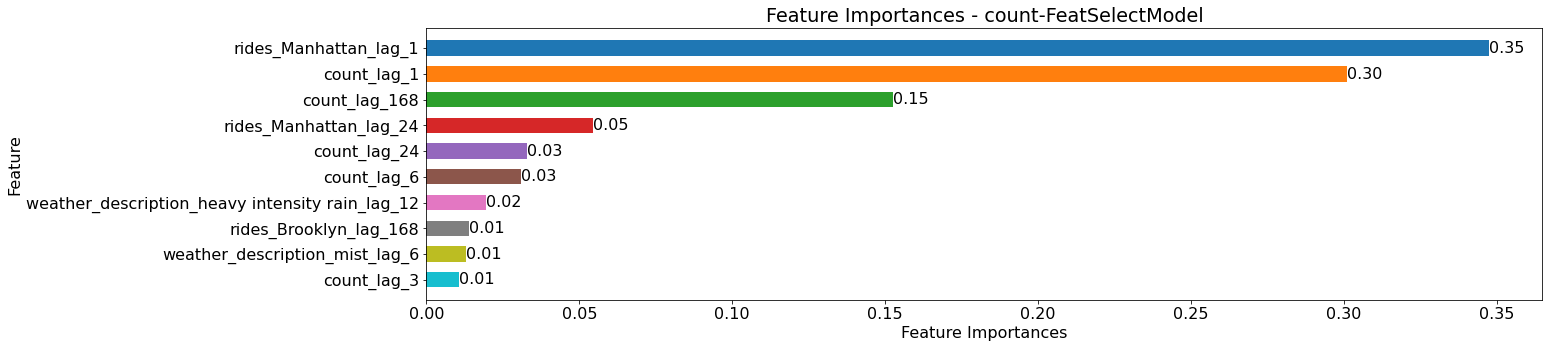 Feature Importances - count-FeatSelectModel
Feature
rides_Manhattan_lag_1 0.35
count_lag_1 0.30
count_lag_168 0.15
rides_Manhattan_lag_24 0.05
count_lag_24 0.03
count_lag_6 0.03
weather_description_heavy intensity rain_lag_12 0.02
rides_Brooklyn_lag_168 0.01
weather_description_mist_lag_6 0.01
count_lag_3 0.01
0.00 0.05 0.10 0.15 0.20 0.25 0.30 0.35
Feature Importances